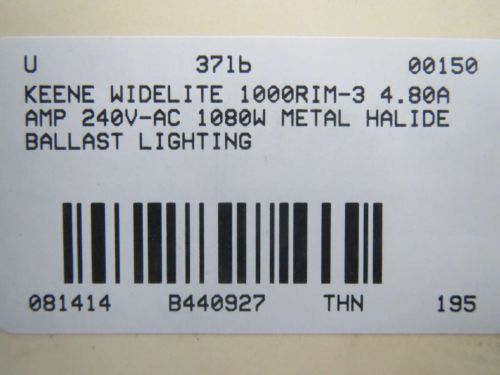 U 37lb 00150
KEENE WIDELITE 1000RIM-3 4.80A
AMP 240V-AC 1080W METAL HALIDE
BALLAST LIGHTING
081414 B440927 THN 195